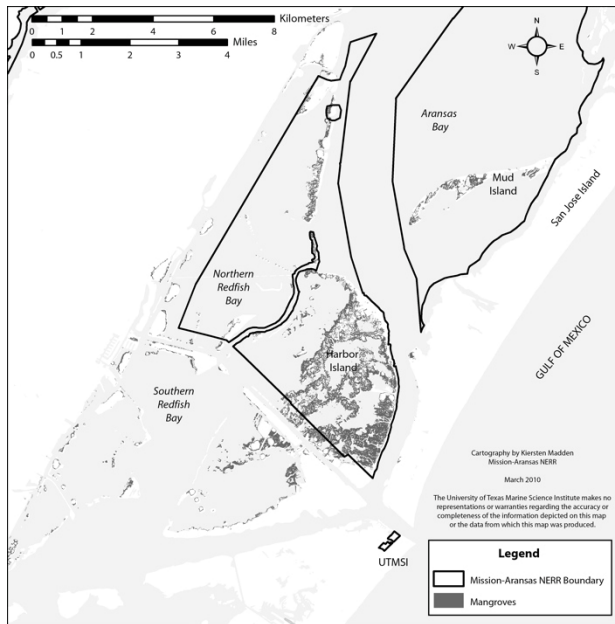 Kilometers
0 1 2 4 6 8
Miles
0 0.5 1 2 3 4
N
W E
S
Aransas
Bay
Mud
Island
San Jose Island
Northern
Redfish
Bay
Harbor
Island
GULF OF MEXICO
Southern
Redfish
Bay
Cartography by Kiersten Madden
Mission-Aransas NERR
March 2010
The University of Texas Marine Science Institute makes no
representations or warranties regarding the accuracy or
completeness of the information depicted on this map
or the data from which this map was produced.
UTMSI
Legend
Mission-Aransas NERR Boundary
Mangroves